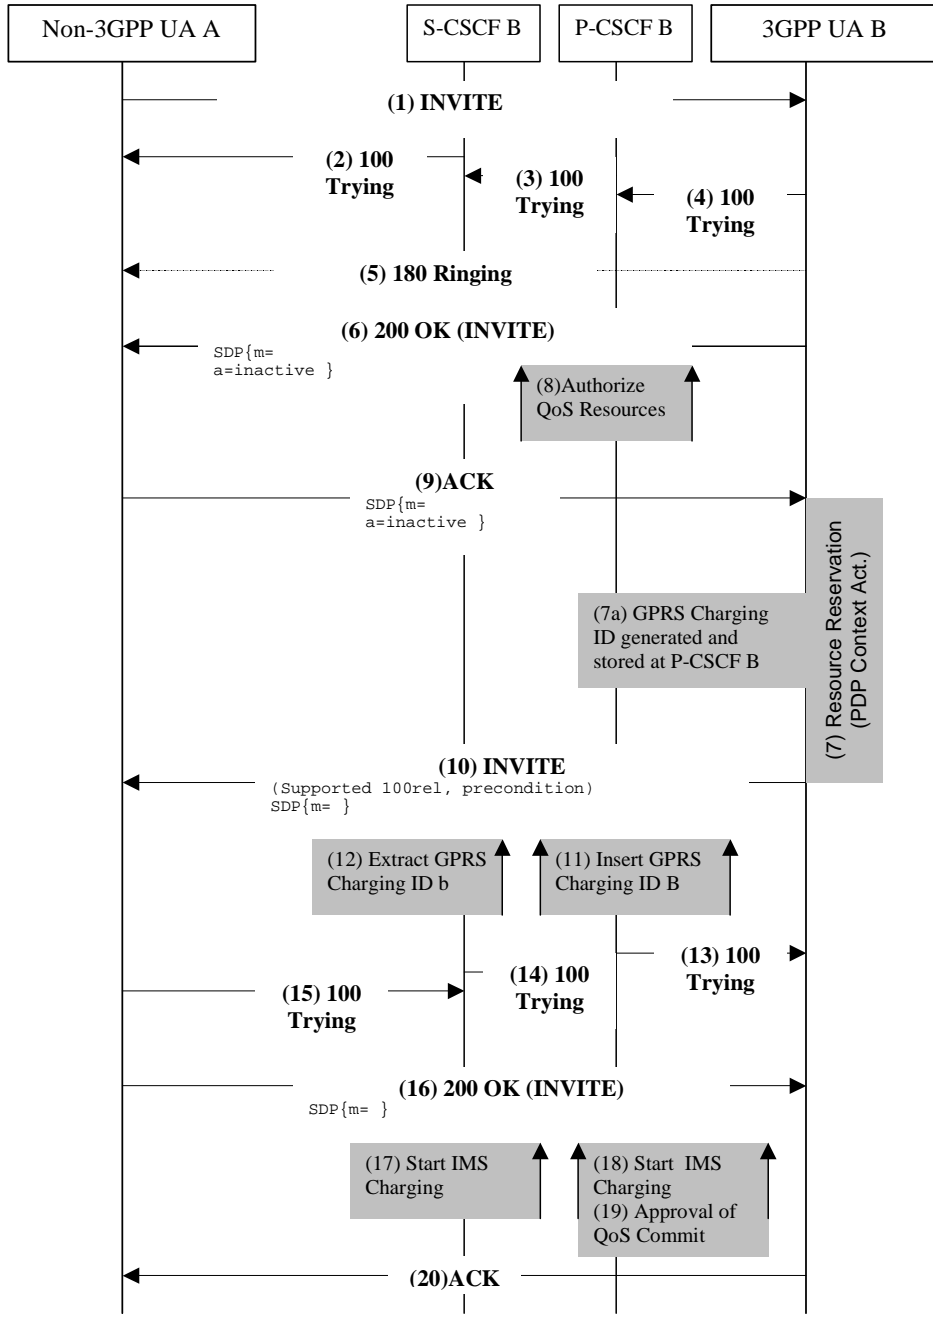 Non-3GPP UA A
S-CSCF B
P-CSCF B
3GPP UA B
(1) INVITE
(2) 100
Trying
(3) 100
Trying
(4) 100
Trying
(5) 180 Ringing
(6) 200 OK (INVITE)
SDP{m=
a=inactive }
(8)Authorize
QoS Resources
(9)ACK
SDP{m=
a=inactive }
(7) Resource Reservation
(PDP Context Act.)
(7a) GPRS Charging
ID generated and
stored at P-CSCF B
(10) INVITE
(Supported 100rel, precondition)
SDP{m= }
(12) Extract GPRS
Charging ID b
(11) Insert GPRS
Charging ID B
(13) 100
Trying
(14) 100
Trying
(15) 100
Trying
(16) 200 OK (INVITE)
SDP{m= }
(17) Start IMS
Charging
(18) Start  IMS
Charging
(19) Approval of
QoS Commit
(20)ACK